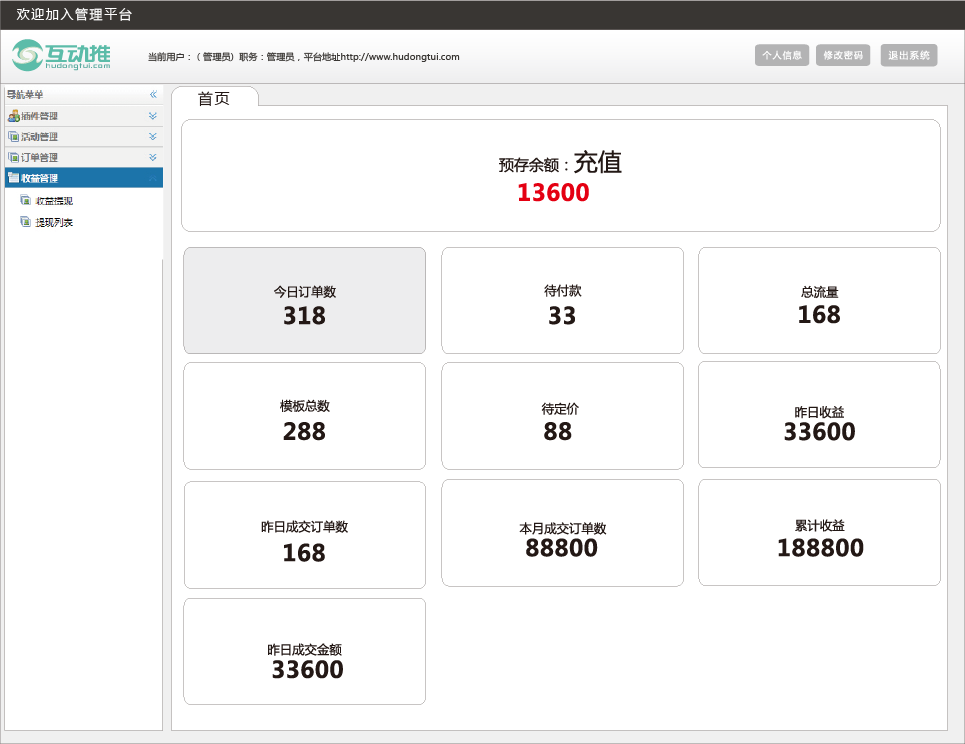 欢迎加入管理平台
互动推
hudongtui.com
当前用户：（ 管理员）职务：管理员，平台地址http://www.hudongtui.com
个人信息 修改密码 退出系统
导航菜单
插件管理
活动管理
订单管理
收益管理
收益提现
提现列表
首页
预存余额：充值
13600
今日订单数
318
待付款
33
总流量
168
模板总数
288
待定价
88
昨日收益
33600
昨日成交订单数
168
本月成交订单数
88800
累计收益
188800
昨日成交金额
33600